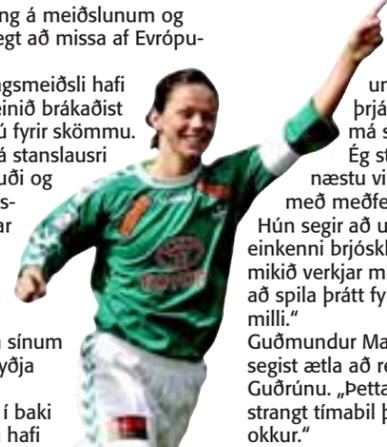 ng á meiðslunum og
egt að missa af Evrópu-
gsmeiðsli hafi
einið brákaðist
ú fyrir skömmu.
á stanslausri
uði og
s-
ar
sínum
yðja
í baki
hafi
un
þrjá
má s
Ég st
næstu vi
með meðfe
Hún segir að u
einkenni brjóskl
mikið verkjar m
að spila þrátt fy
milli.“
Guðmundur Ma
segist ætla að re
Guðrúnu. „Þetta
strangt tímabil þ
okkur.“